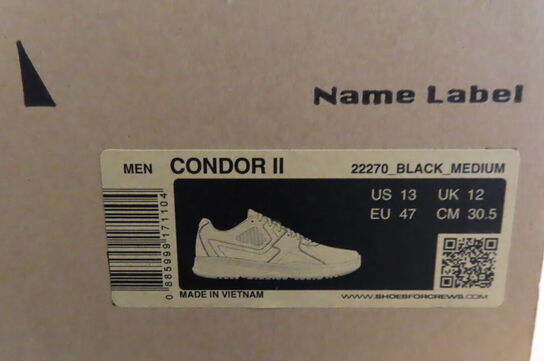 Name Label
MEN CONDOR II 22270_BLACK_MEDIUM
US 13 UK 12
EU 47 CM 30.5
0 885999 171104
MADE IN VIETNAM WWW.SHOESFORCREWS.COM